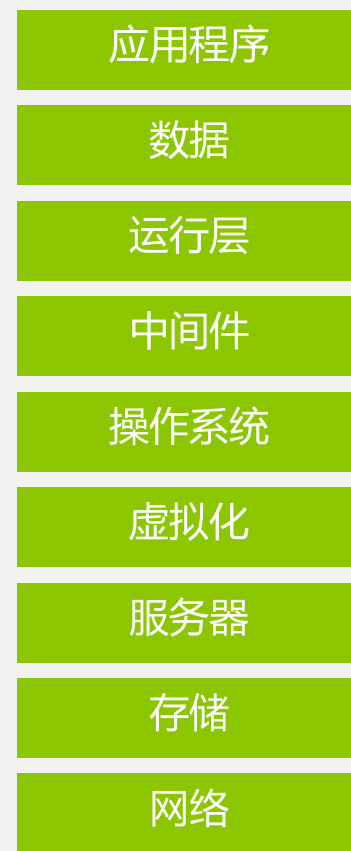 应用程序
数据
运行层
中间件
操作系统
虚拟化
服务器
存储
网络